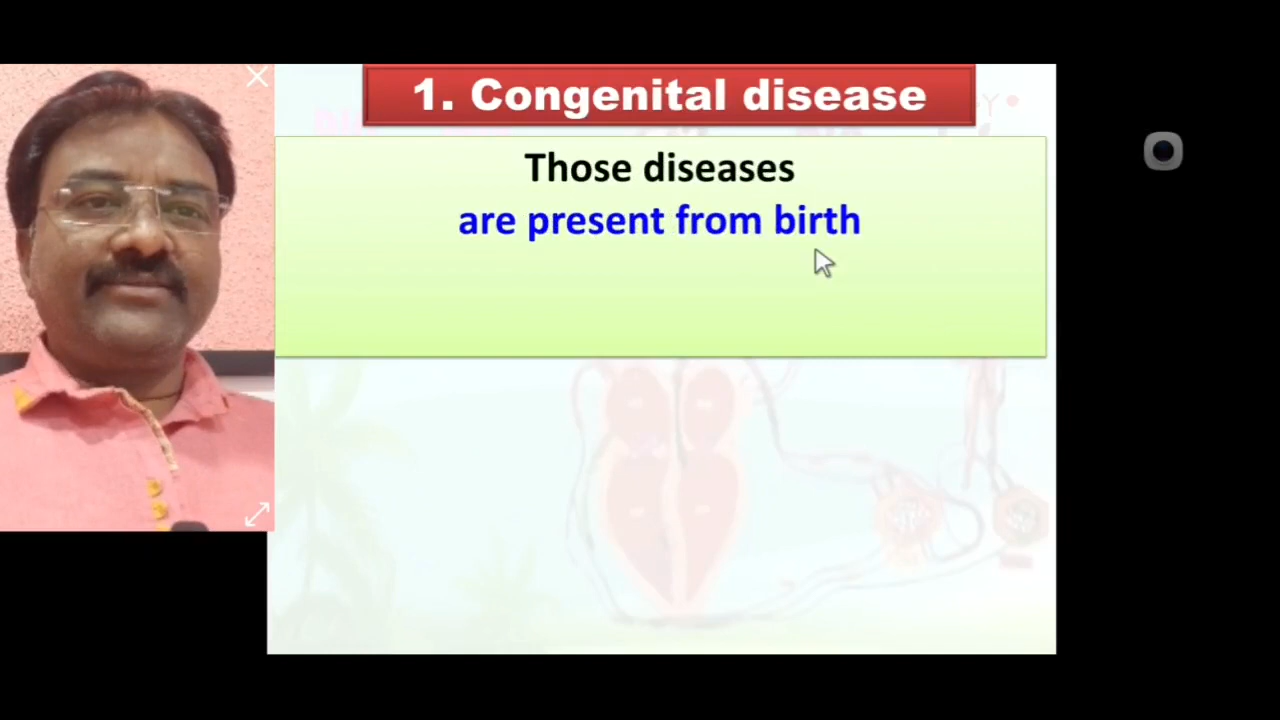 1. Congenital disease
Those diseases
are present from birth